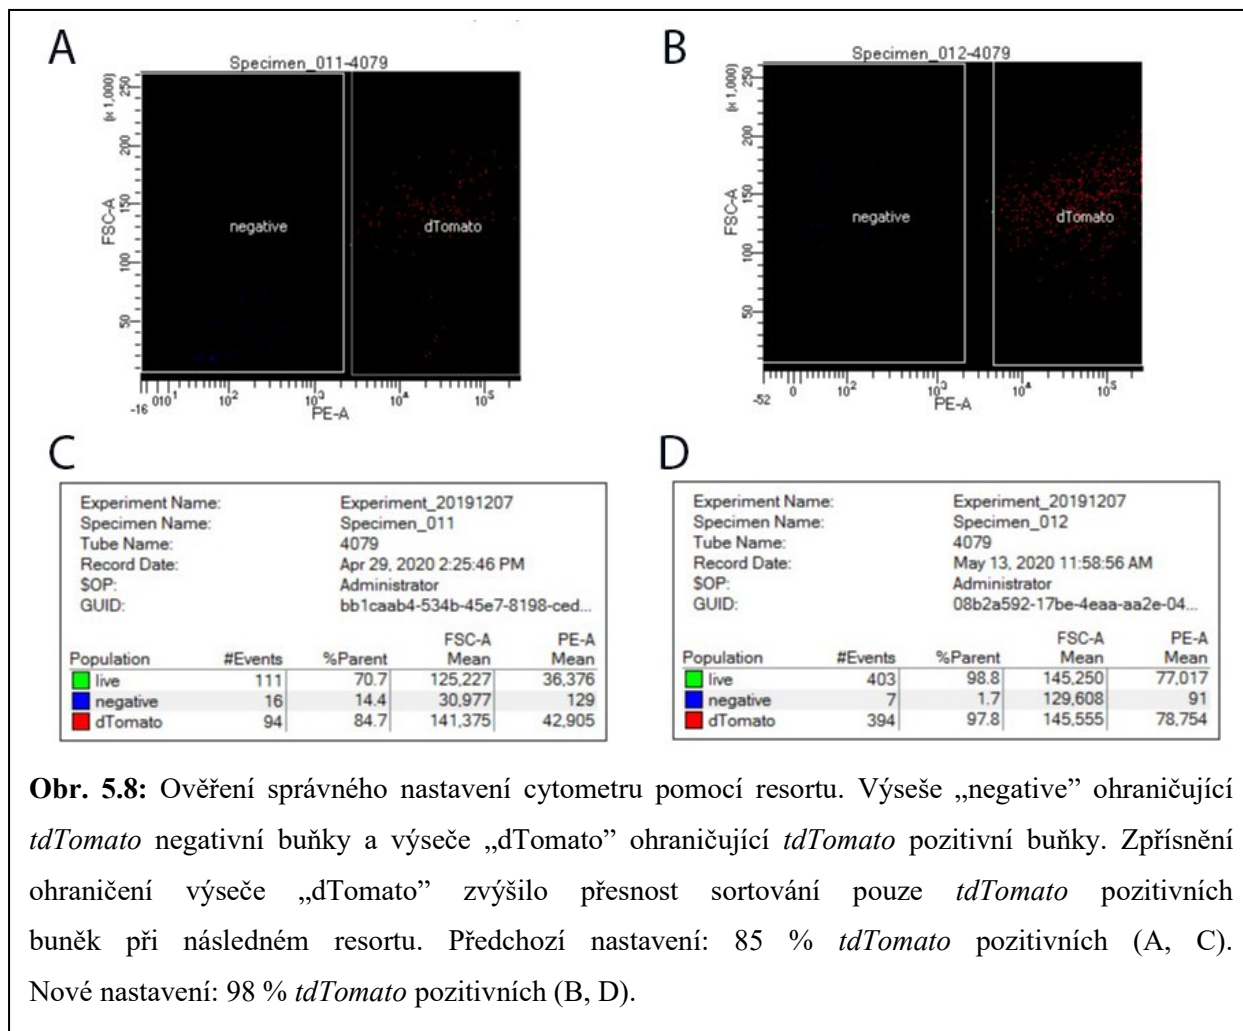 A
B
Specimen_011-4079
Specimen_012-4079
(x 1,000)
250
200
150
100
50
FSC-A
negative
dTomato
-16 0 10¹ 10² 10³ 10⁴ 10⁵
PE-A
(x 1,000)
250
200
150
100
50
FSC-A
negative
dTomato
-52 0 10² 10³ 10⁴ 10⁵
PE-A
C
D
Experiment Name: Experiment_20191207
Specimen Name: Specimen_011
Tube Name: 4079
Record Date: Apr 29, 2020 2:25:46 PM
$OP: Administrator
GUID: bb1caab4-534b-45e7-8198-ced...
FSC-A PE-A
Population #Events %Parent Mean Mean
live 111 70.7 125,227 36,376
negative 16 14.4 30,977 129
dTomato 94 84.7 141,375 42,905
Experiment Name: Experiment_20191207
Specimen Name: Specimen_012
Tube Name: 4079
Record Date: May 13, 2020 11:58:56 AM
$OP: Administrator
GUID: 08b2a592-17be-4eaa-aa2e-04...
FSC-A PE-A
Population #Events %Parent Mean Mean
live 403 98.8 145,250 77,017
negative 7 1.7 129,608 91
dTomato 394 97.8 145,555 78,754
Obr. 5.8: Ověření správného nastavení cytometru pomocí resortu. Výseše „negative” ohraničující
tdTomato negativní buňky a výseče „dTomato” ohraničující tdTomato pozitivní buňky. Zpřísnění
ohraničení výseče „dTomato” zvýšilo přesnost sortování pouze tdTomato pozitivních
buněk při následném resortu. Předchozí nastavení: 85 % tdTomato pozitivních (A, C).
Nové nastavení: 98 % tdTomato pozitivních (B, D).